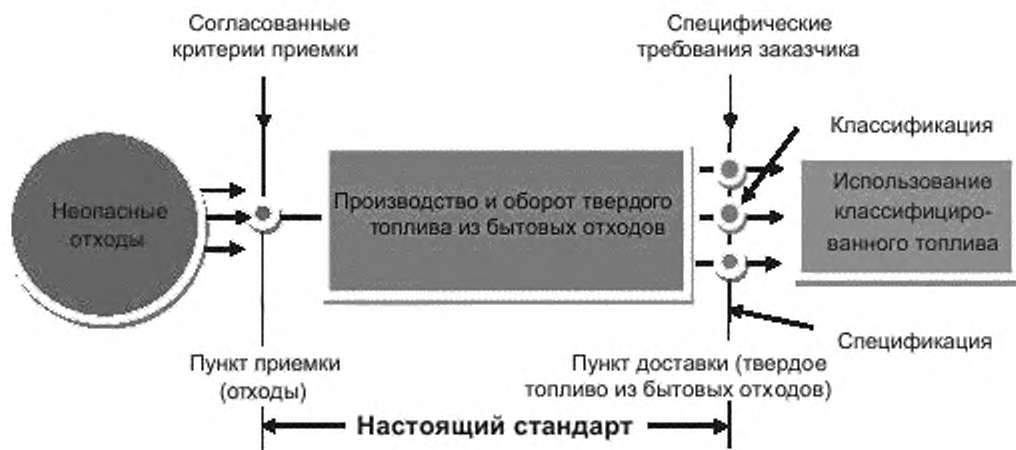 Согласованные
критерии приемки
Специфические
требования заказчика
Классификация
Неопасные
отходы
Производство и оборот твердого
топлива из бытовых отходов
Использование
классифициро-
ванного топлива
Спецификация
Пункт приемки
(отходы)
Пункт доставки (твердое
топливо из бытовых отходов)
Настоящий стандарт